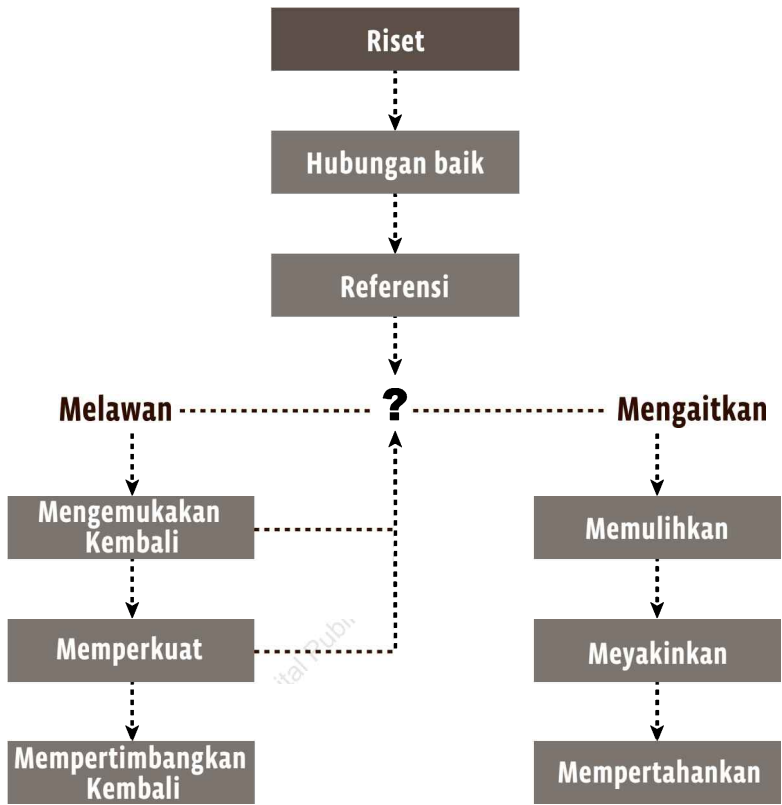 Riset
Hubungan baik
Referensi
Melawan
?
Mengaitkan
Mengemukakan
Kembali
Memulihkan
Memperkuat
Meyakinkan
Mempertimbangkan
Kembali
Mempertahankan